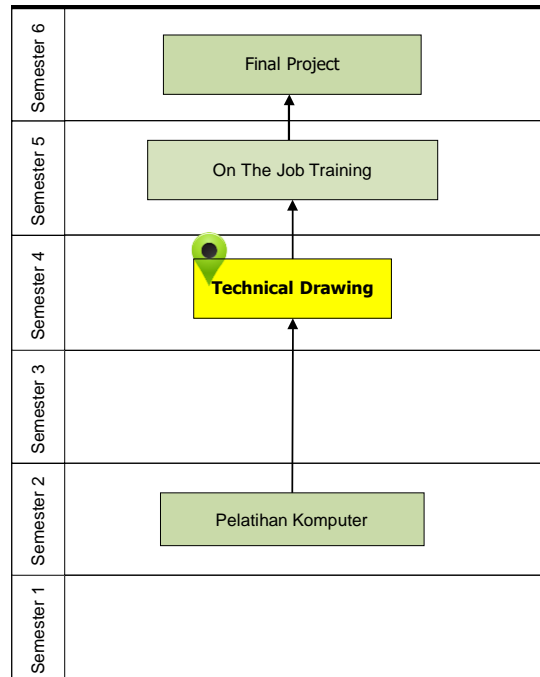 Semester 6
Final Project
Semester 5
On The Job Training
Semester 4
Technical Drawing
Semester 3
Semester 2
Pelatihan Komputer
Semester 1